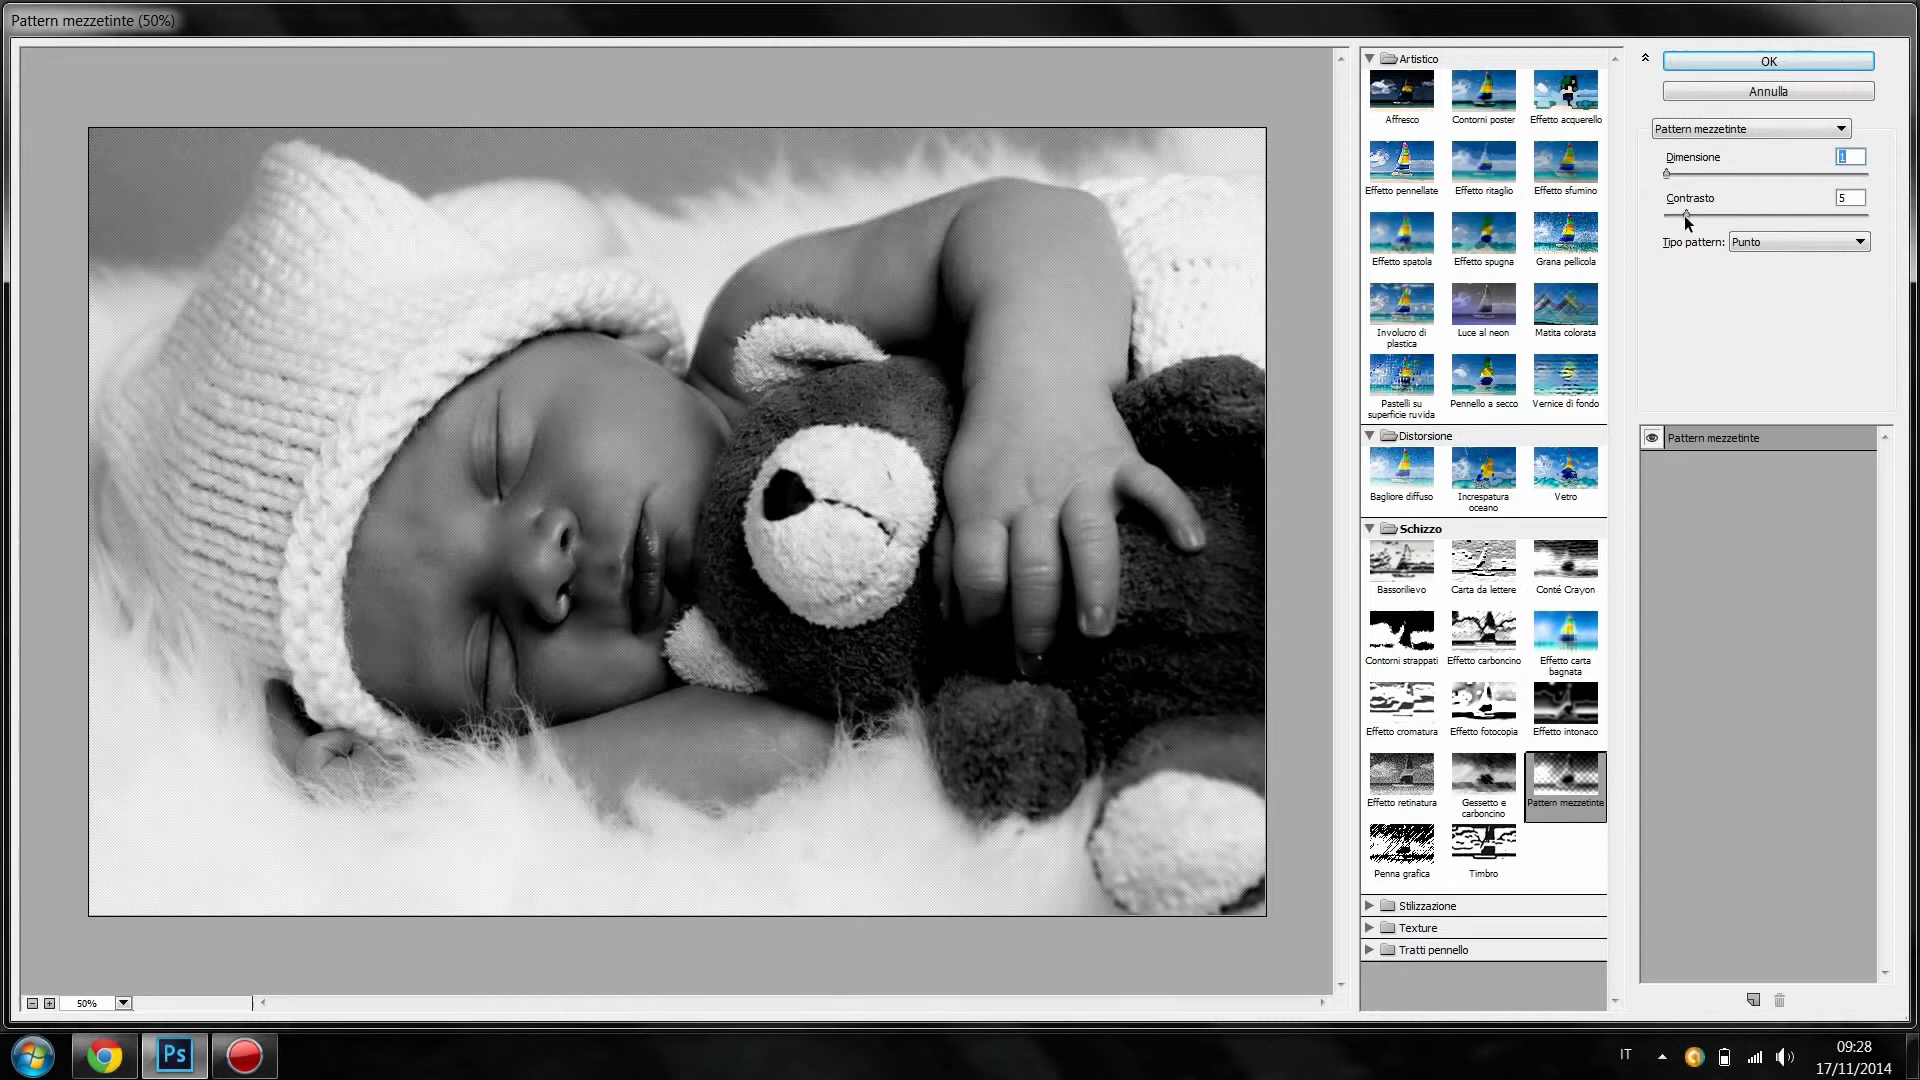 Pattern mezzetinte (50%)
Artistico
Affresco
Contorni poster
Effetto acquerello
Effetto pennellate
Effetto ritaglio
Effetto sfumino
Effetto spatola
Effetto spugna
Grana pellicola
Involucro di
plastica
Luce al neon
Matita colorata
Pastelli su
superficie ruvida
Pennello a secco
Vernice di fondo
Distorsione
Bagliore diffuso
Increspatura
oceano
Vetro
Schizzo
Bassorilievo
Carta da lettere
Conté Crayon
Contorni strappati
Effetto carboncino
Effetto carta
bagnata
Effetto cromatura
Effetto fotocopia
Effetto intonaco
Effetto retinatura
Gessetto e
carboncino
Pattern mezzetinte
Penna grafica
Timbro
Stilizzazione
Texture
Tratti pennello
OK
Annulla
Pattern mezzetinte
Dimensione 1
Contrasto 5
Tipo pattern: Punto
Pattern mezzetinte
50%
Ps
IT
09:28
17/11/2014